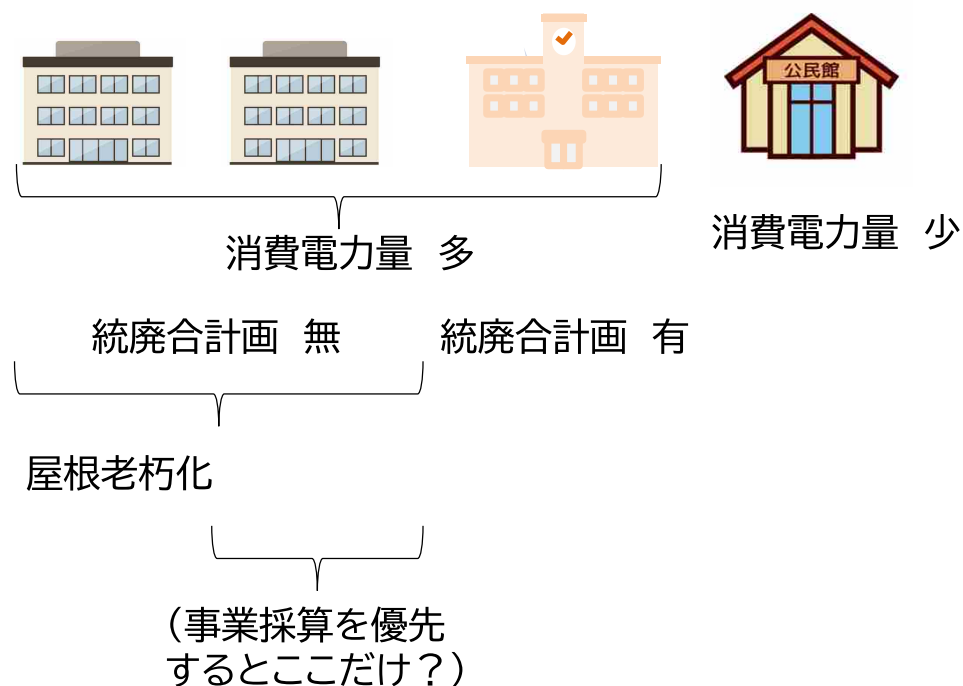 公民館
消費電力量　多
消費電力量　少
統廃合計画　無
統廃合計画　有
屋根老朽化
（事業採算を優先
するとここだけ？）